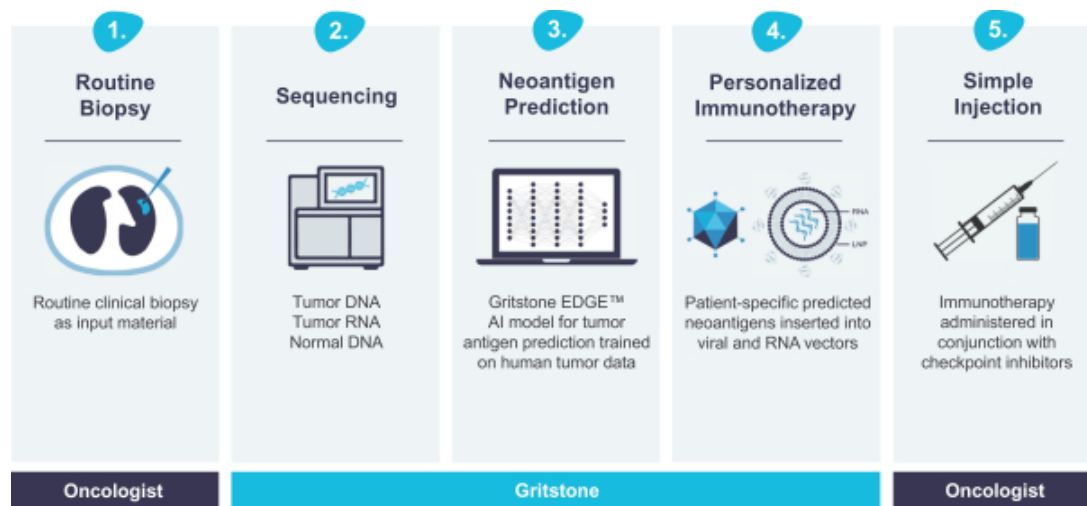 1.
Routine
Biopsy
Routine clinical biopsy
as input material
2.
Sequencing
Tumor DNA
Tumor RNA
Normal DNA
3.
Neoantigen
Prediction
Gritstone EDGE™
AI model for tumor
antigen prediction trained
on human tumor data
4.
Personalized
Immunotherapy
RNA
LNP
Patient-specific predicted
neoantigens inserted into
viral and RNA vectors
5.
Simple
Injection
Immunotherapy
administered in
conjunction with
checkpoint inhibitors
Oncologist
Gritstone
Oncologist